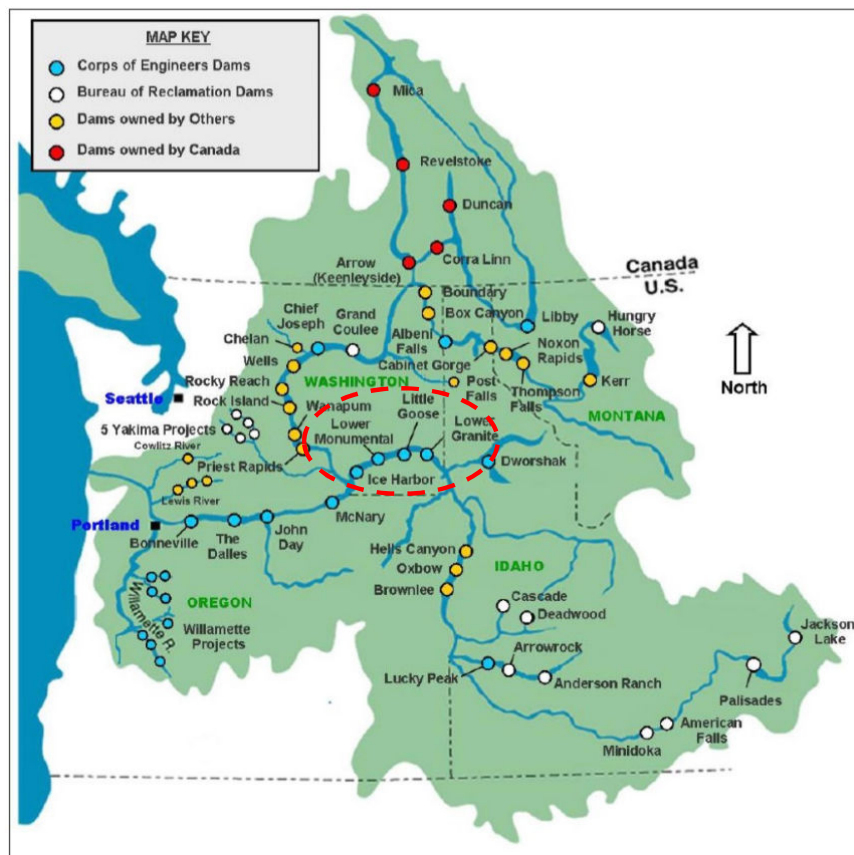 MAP KEY
Corps of Engineers Dams
Bureau of Reclamation Dams
Dams owned by Others
Dams owned by Canada
Mica
Revelstoke
Duncan
Corra Linn
Arrow
(Keenleyside)
Canada
U.S.
Boundary
Box Canyon
Chief
Joseph
Grand
Coulee
Albeni
Falls
Libby
Hungry
Horse
Chelan
Wells
Cabinet Gorge
Noxon
Rapids
Kerr
North
Rocky Reach
WASHINGTON
Post
Falls
Thompson
Falls
Seattle
Rock Island
Wanapum
Little
Goose
MONTANA
5 Yakima Projects
Lower
Monumental
Lower
Granite
Cowlitz River
Priest Rapids
Ice Harbor
Dworshak
Lewis River
Portland
Bonneville
The
Dalles
John
Day
McNary
Hells Canyon
Oxbow
Brownlee
IDAHO
OREGON
Willamette R.
Willamette
Projects
Cascade
Deadwood
Arrowrock
Lucky Peak
Anderson Ranch
Jackson
Lake
Palisades
American
Falls
Minidoka